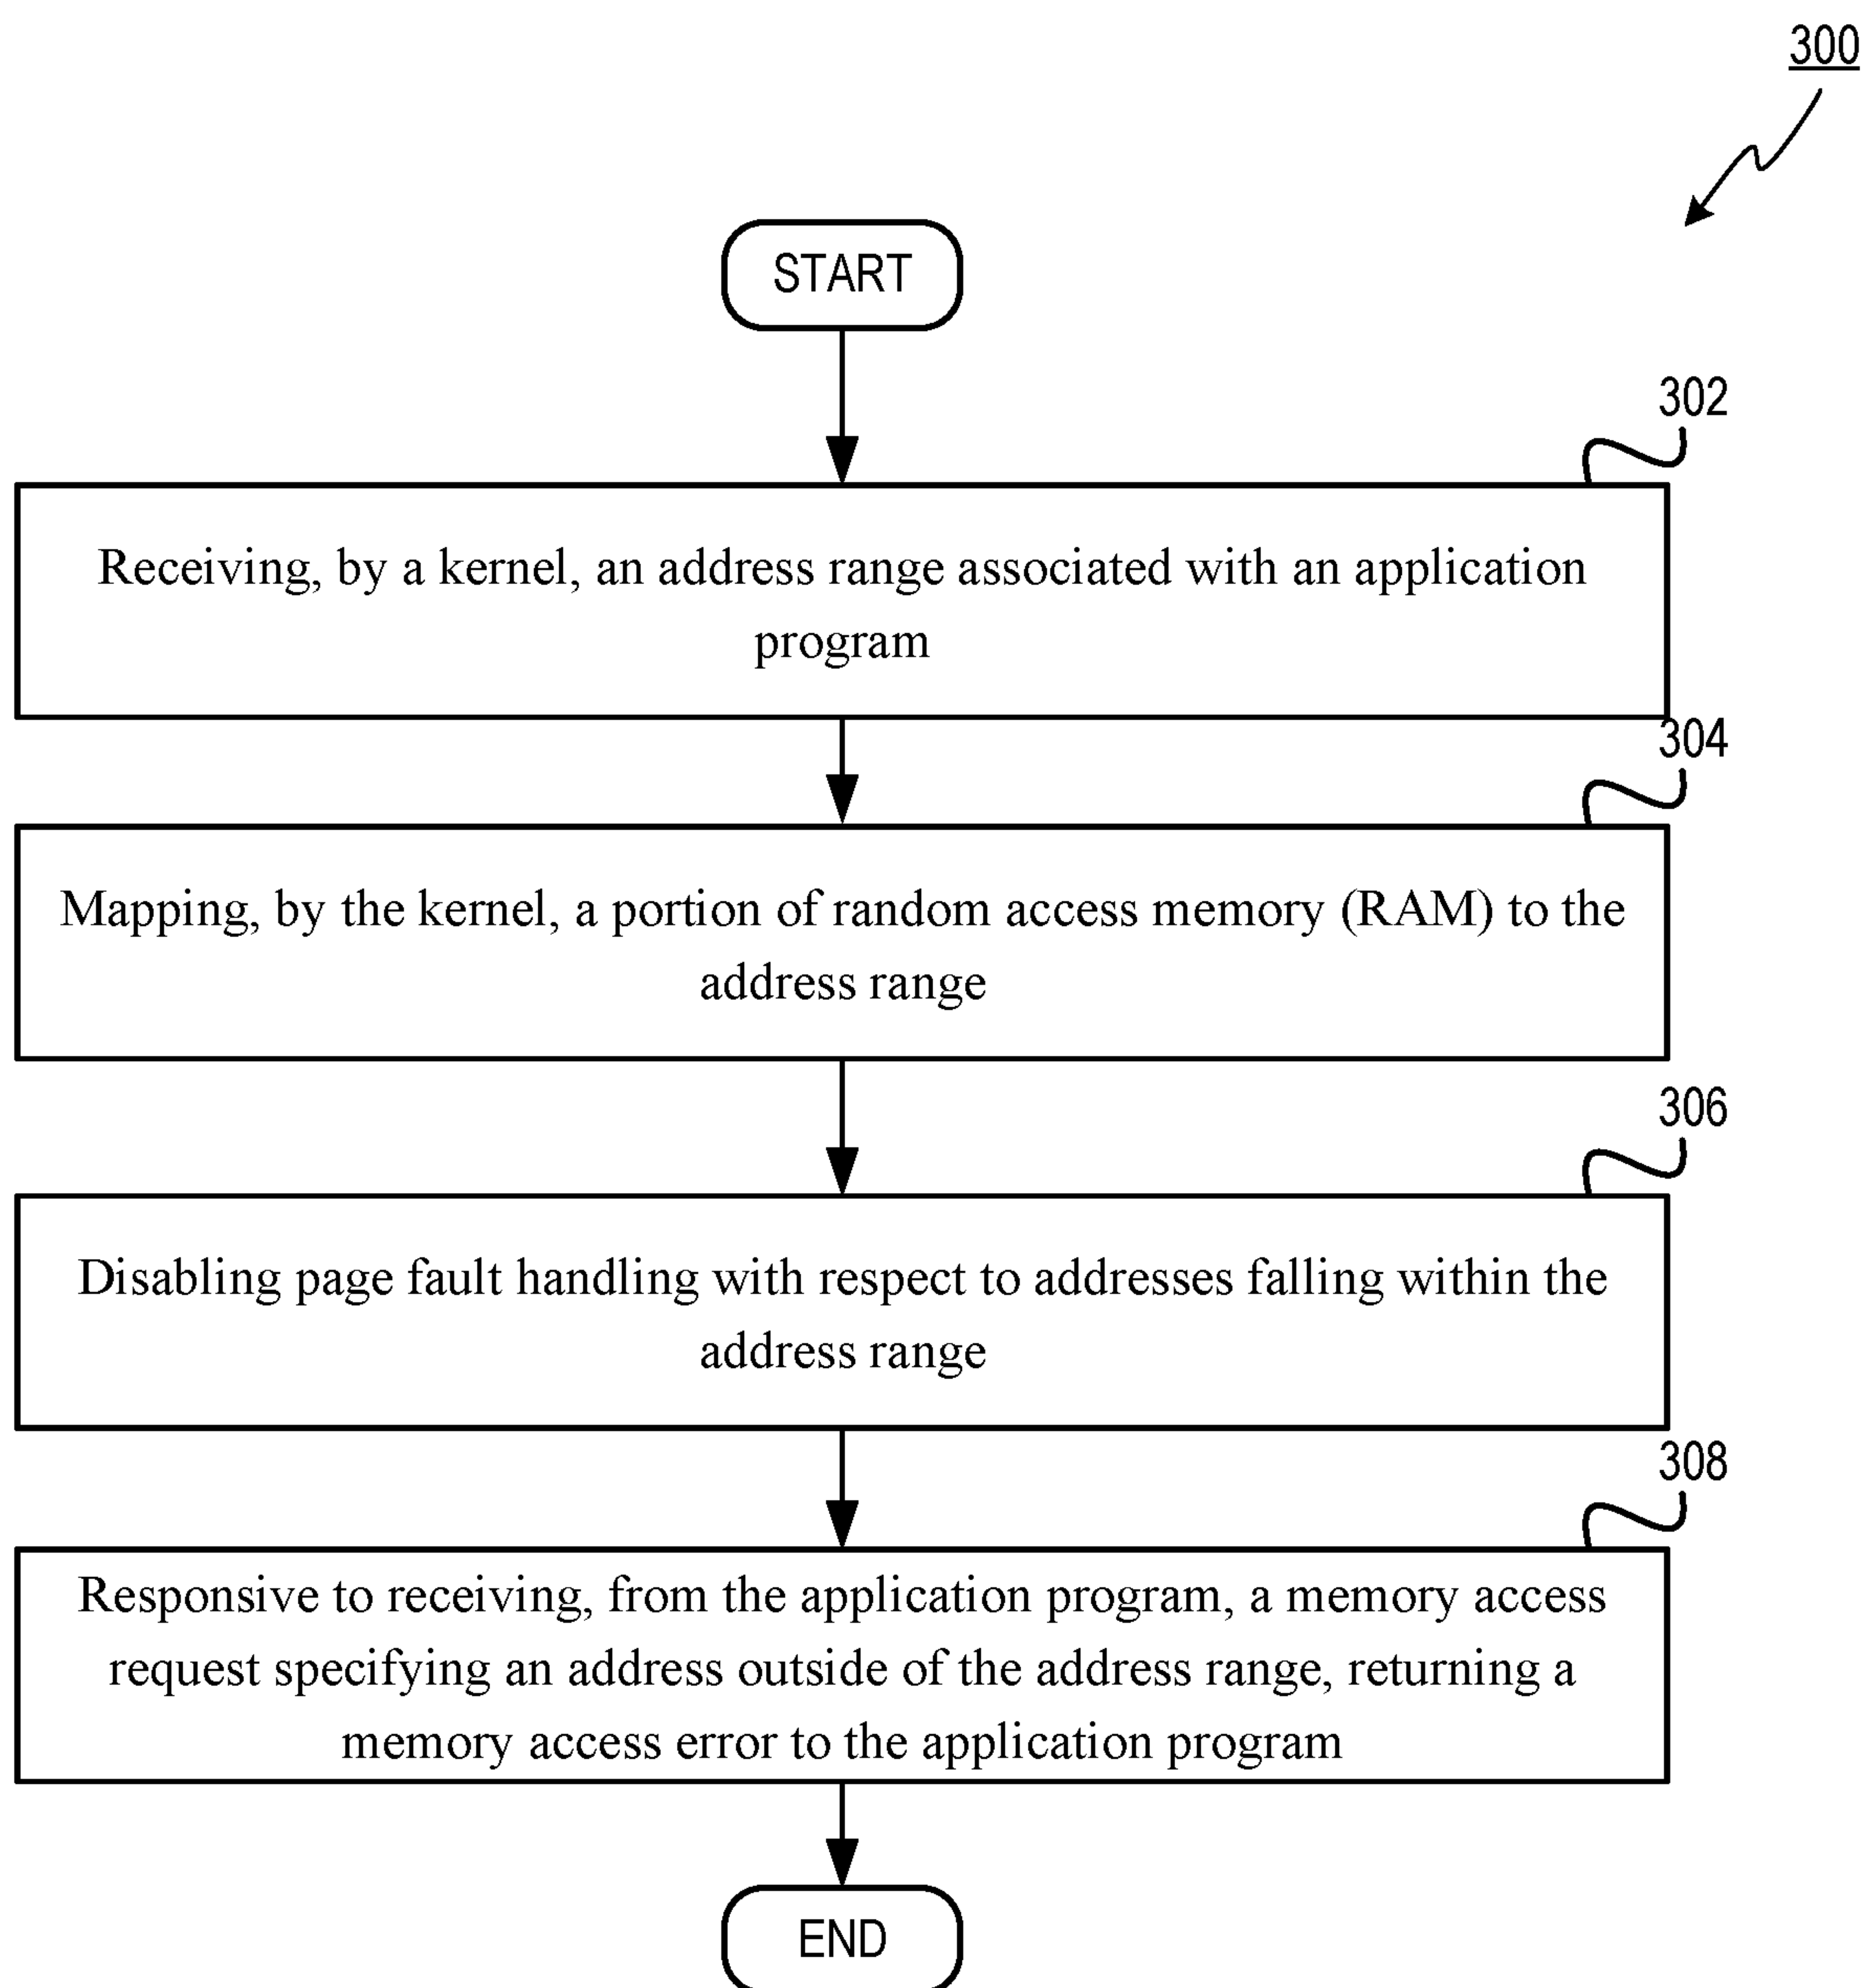 300
START
302
Receiving, by a kernel, an address range associated with an application
program
304
Mapping, by the kernel, a portion of random access memory (RAM) to the
address range
306
Disabling page fault handling with respect to addresses falling within the
address range
308
Responsive to receiving, from the application program, a memory access
request specifying an address outside of the address range, returning a
memory access error to the application program
END